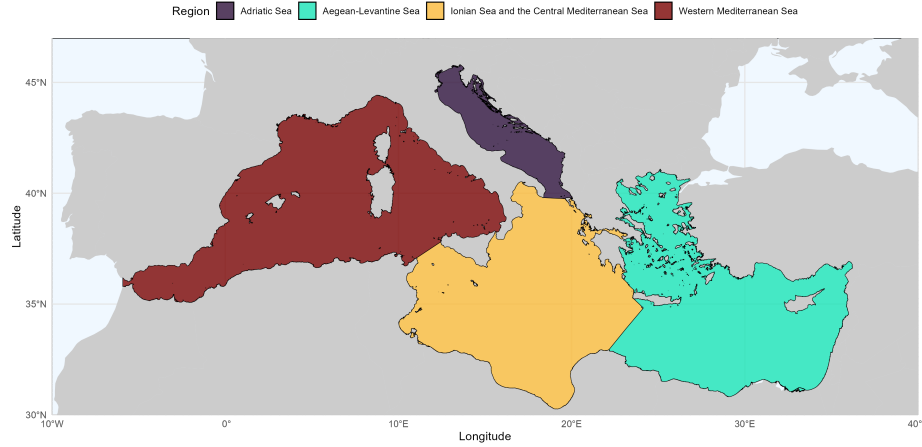 Region Adriatic Sea Aegean-Levantine Sea Ionian Sea and the Central Mediterranean Sea Western Mediterranean Sea
45°N
40°N
35°N
30°N
Latitude
10°W 0° 10°E 20°E 30°E 40°
Longitude